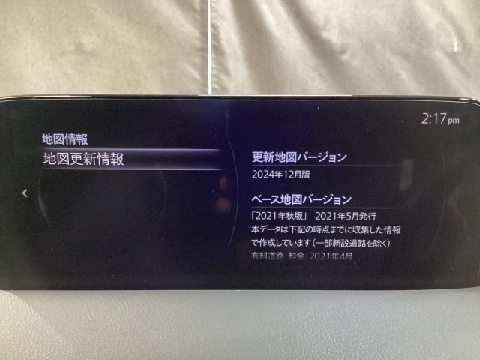 2:17pm
地図情報
地図更新情報
更新地図バージョン
2024年12月版
ベース地図バージョン
「2021年秋版」 2021年5月発行
本データは下記の時点までに収集した情報
で作成しています(一部新設道路を除く)
有料道路 料金 2021年4月